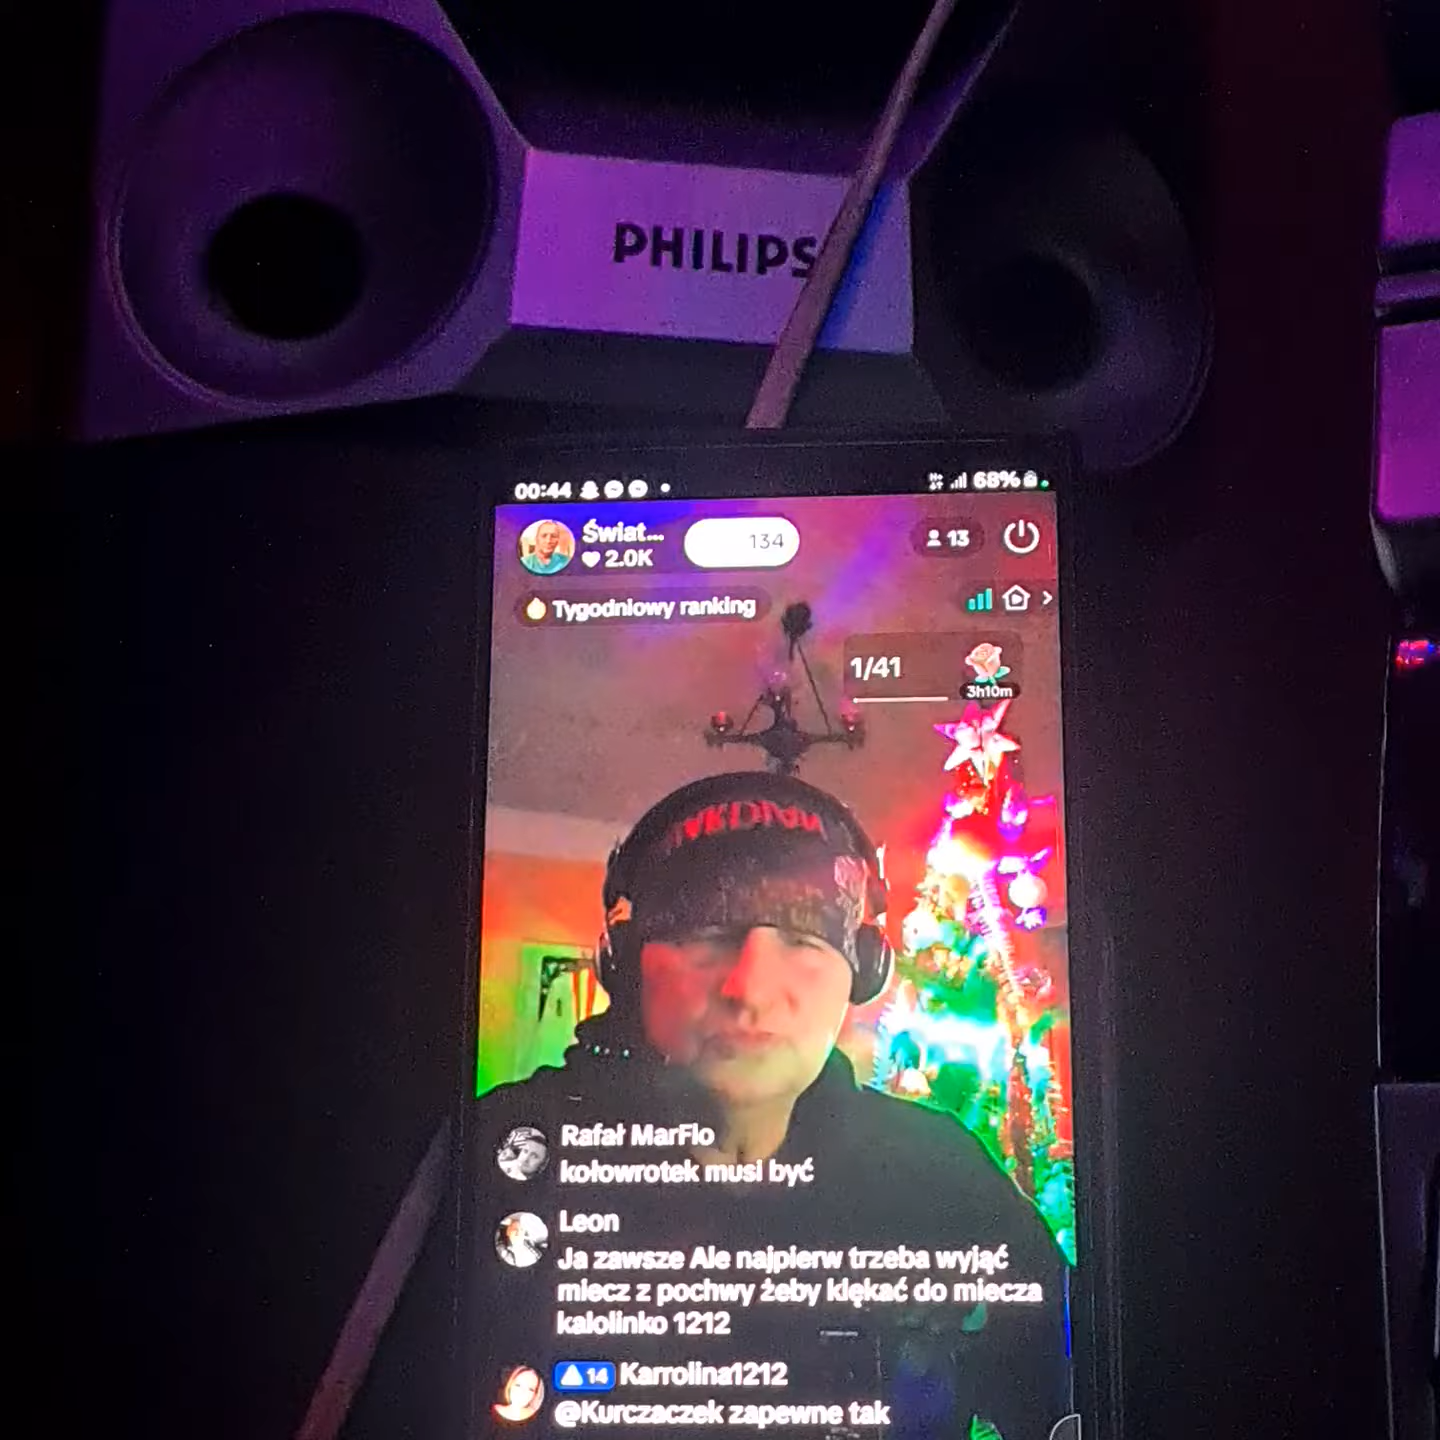 PHILIPS
00:44
68%
Świat...
2.0K
134
13
Tygodniowy ranking
1/41
3h10m
Rafał MarFlo
kołowrotek musi być
Leon
Ja zawsze Ale najpierw trzeba wyjąć
miecz z pochwy żeby klękać do miecza
kalolinko 1212
14 Karrolina1212
@Kurczaczek zapewne tak